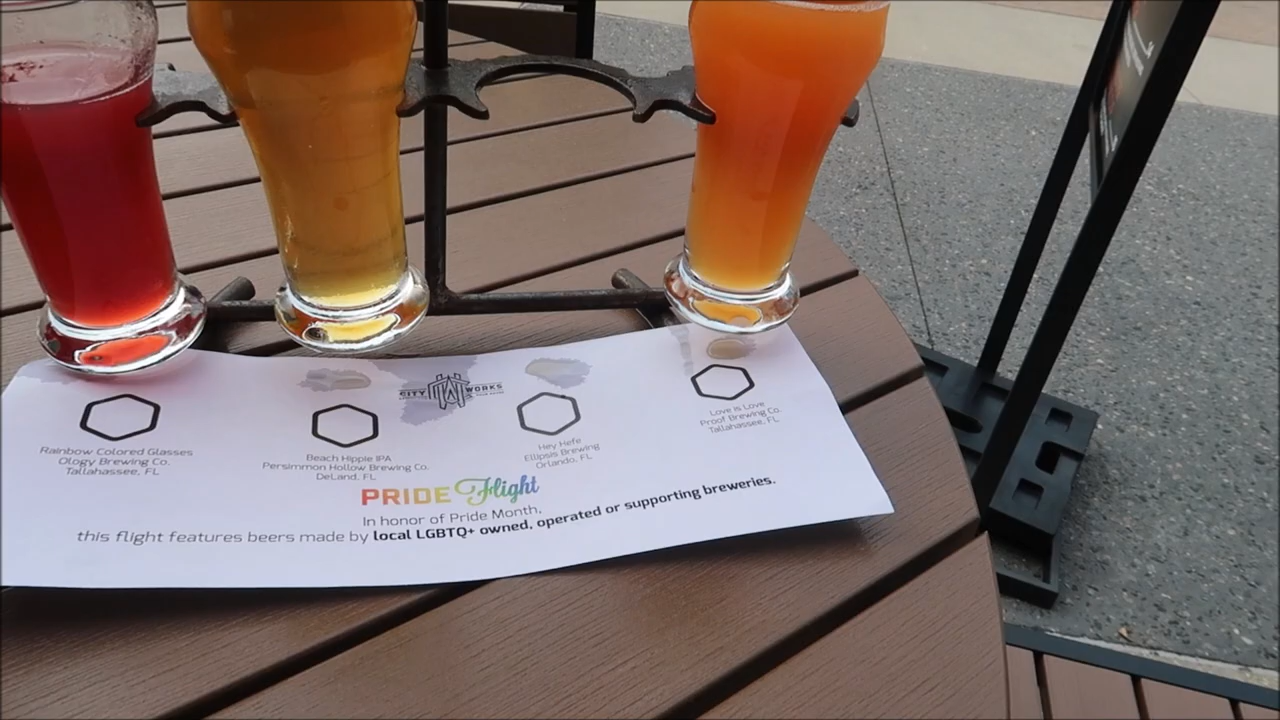 CITY WORKS
Rainbow Colored Glasses
Ology Brewing Co.
Tallahassee, FL
Beach Hippie IPA
Persimmon Hollow Brewing Co.
DeLand, FL
Hey Hefe
Ellipsis Brewing
Orlando, FL
Love is Love
Proof Brewing Co.
Tallahassee, FL
PRIDE Flight
In honor of Pride Month,
this flight features beers made by local LGBTQ+ owned, operated or supporting breweries.